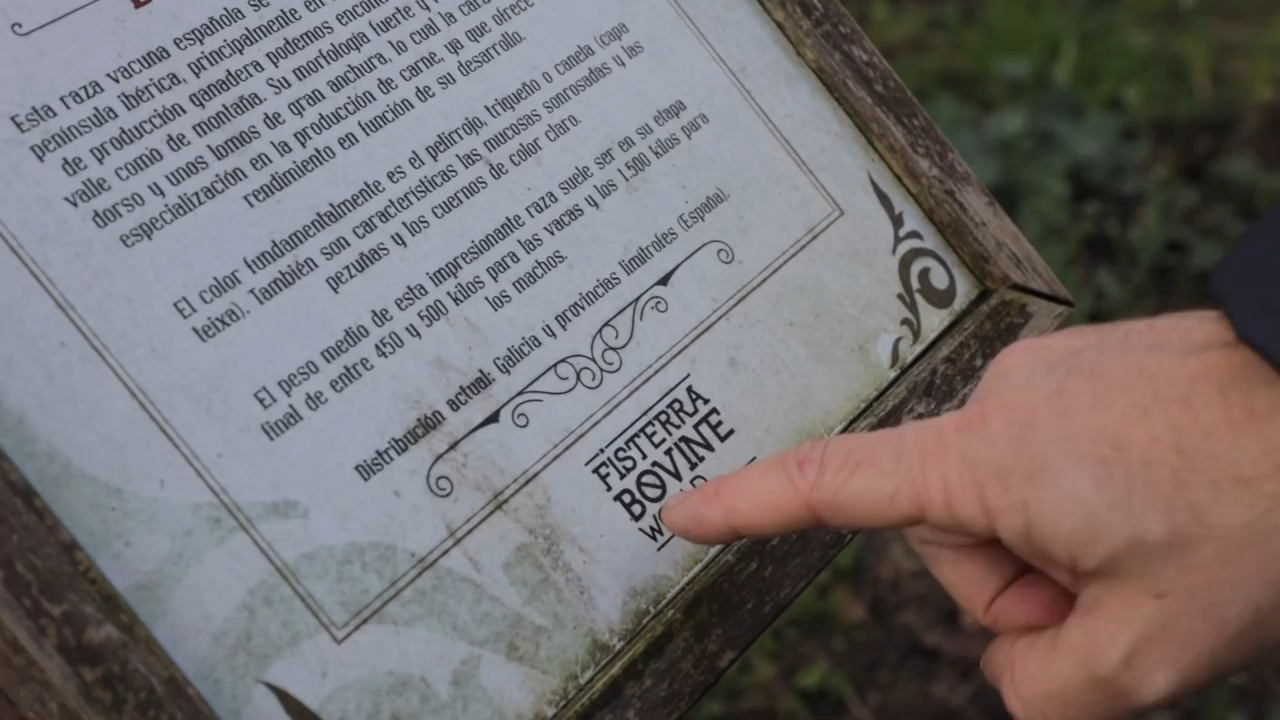 Esta raza vacuna española se
península ibérica, principalmente en
de producción ganadera podemos encon
valle como de montaña. Su morfología fuerte y
dorso y unos lomos de gran anchura, lo cual la
especialización en la producción de carne, ya que ofrece
rendimiento en función de su desarrollo.
El color fundamentalmente es el pelirrojo, trigueño o canela (capa
teixa). También son características las mucosas sonrosadas y las
pezuñas y los cuernos de color claro.
El peso medio de esta impresionante raza suele ser en su etapa
final de entre 450 y 500 kilos para las vacas y los 1.500 kilos para
los machos.
Distribución actual: Galicia y provincias limítrofes (España).
FISTERRA
BOVINE